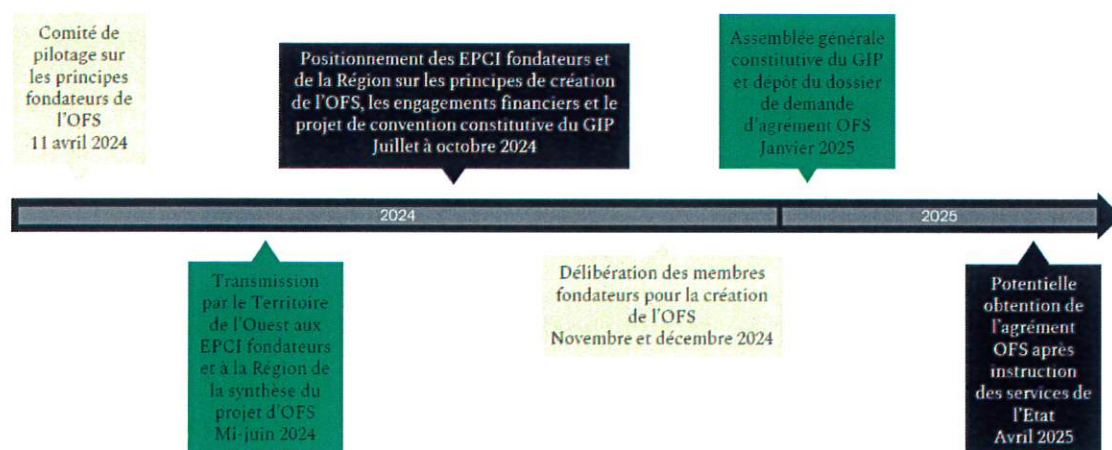 Comité de
pilotage sur
les principes
fondateurs de
l'OFS
11 avril 2024
Positionnement des EPCI fondateurs et
de la Région sur les principes de création
de l'OFS, les engagements financiers et le
projet de convention constitutive du GIP
Juillet à octobre 2024
Assemblée générale
constitutive du GIP
et dépôt du dossier
de demande
d'agrément OFS
Janvier 2025
2024
2025
Transmission
par le Territoire
de l'Ouest aux
EPCI fondateurs
et à la Région de
la synthèse du
projet d'OFS
Mi-juin 2024
Délibération des membres
fondateurs pour la création
de l'OFS
Novembre et décembre 2024
Potentielle
obtention de
l'agrément
OFS après
instruction
des services de
l'Etat
Avril 2025